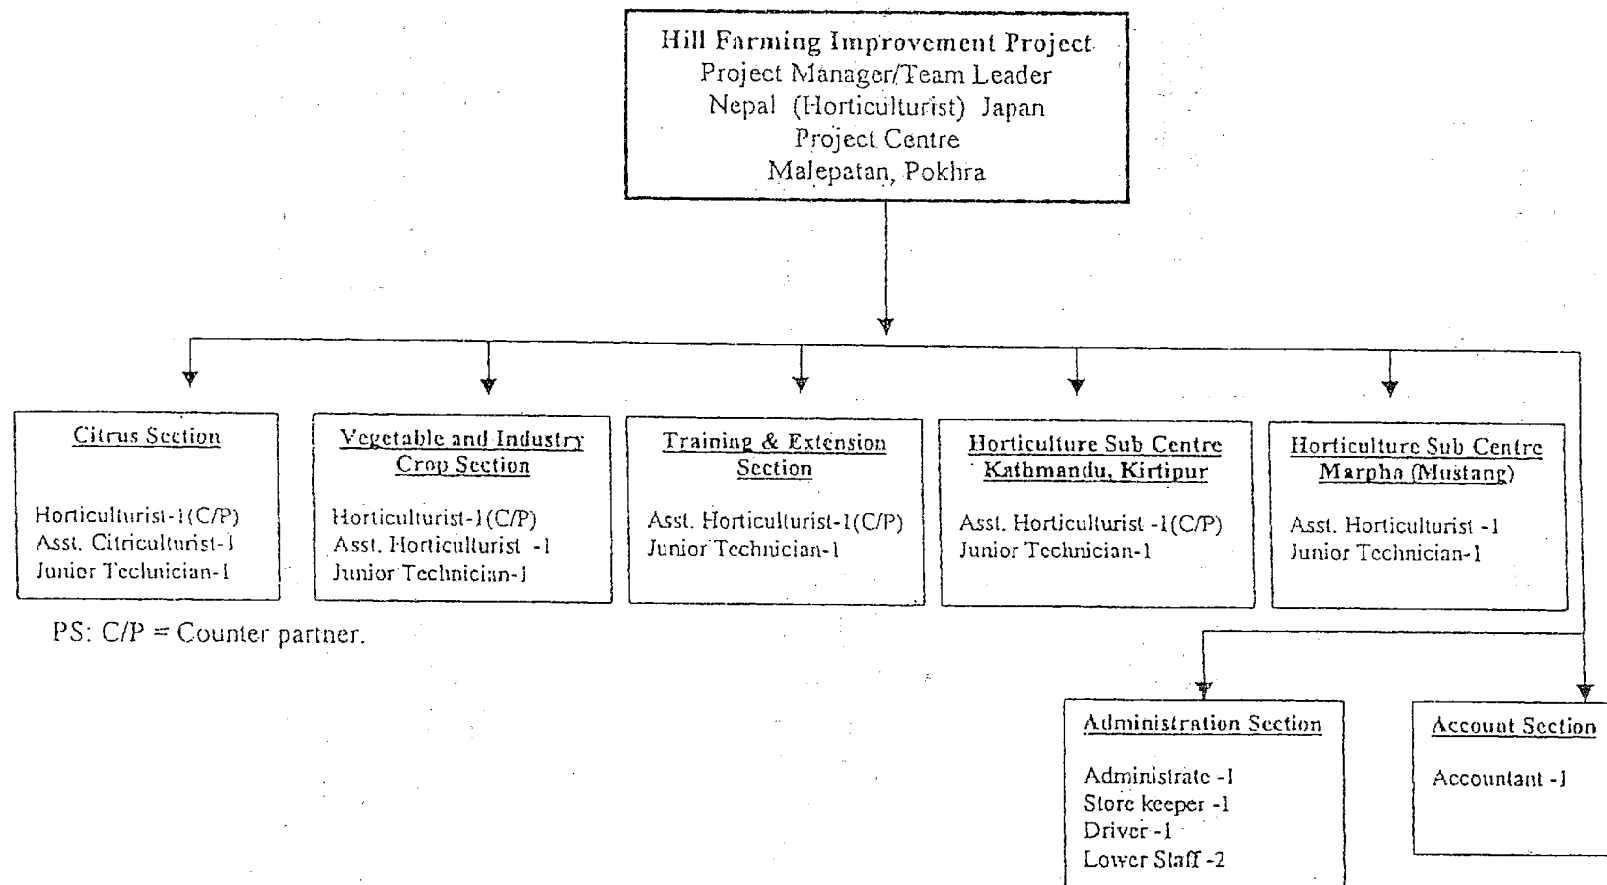 Hill Farming Improvement Project
Project Manager/Team Leader
Nepal (Horticulturist) Japan
Project Centre
Malepatan, Pokhra
Citrus Section
Horticulturist-1(C/P)
Asst. Citriculturist-1
Junior Technician-1
Vegetable and Industry
Crop Section
Horticulturist-1(C/P)
Asst. Horticulturist -1
Junior Technician-1
Training & Extension
Section
Asst. Horticulturist-1(C/P)
Junior Technician-1
Horticulture Sub Centre
Kathmandu, Kirtipur
Asst. Horticulturist -1(C/P)
Junior Technician-1
Horticulture Sub Centre
Marpha (Mustang)
Asst. Horticulturist -1
Junior Technician-1
PS: C/P = Counter partner.
Administration Section
Administrate -1
Store keeper -1
Driver -1
Lower Staff -2
Account Section
Accountant -1